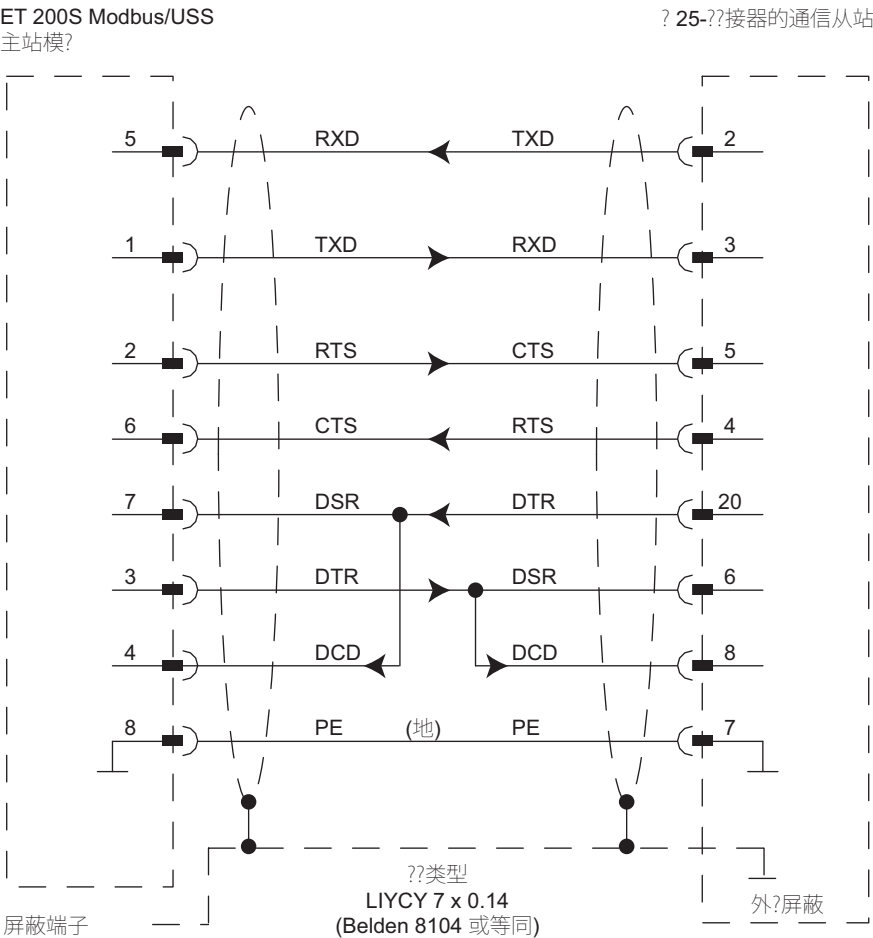 ET 200S Modbus/USS
主站模?
? 25-??接器的通信从站
5 RXD TXD 2
1 TXD RXD 3
2 RTS CTS 5
6 CTS RTS 4
7 DSR DTR 20
3 DTR DSR 6
4 DCD DCD 8
8 PE (地) PE 7
??类型
LIYCY 7 x 0.14
(Belden 8104 或等同)
屏蔽端子
外?屏蔽